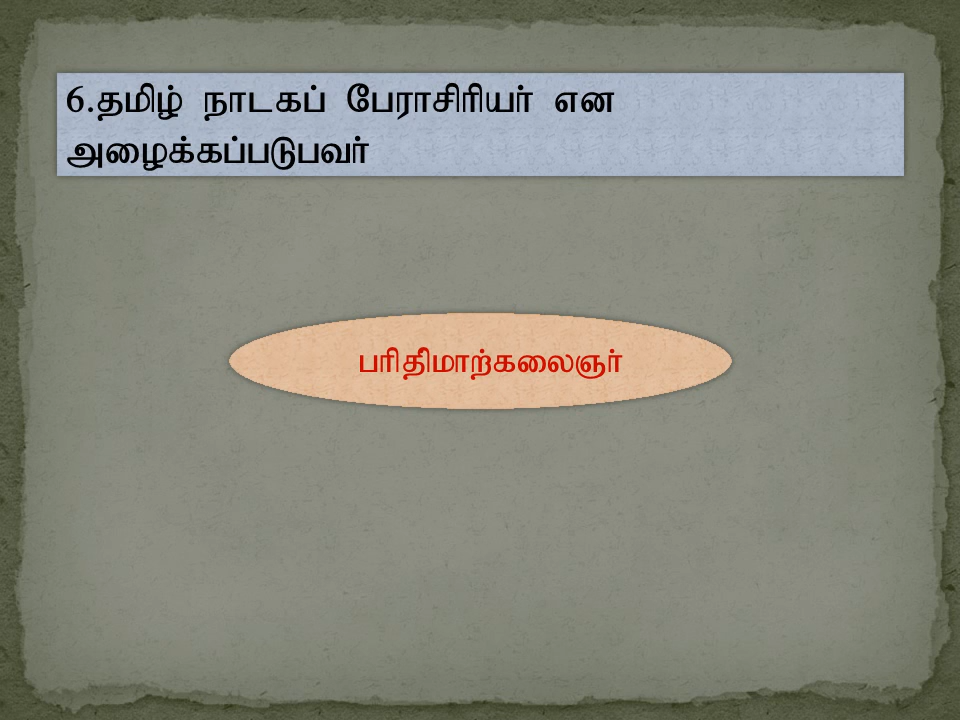 6.தமிழ் நாடகப் பேராசிரியர் என
அழைக்கப்படுபவர்
பரிதிமாற்கலைஞர்